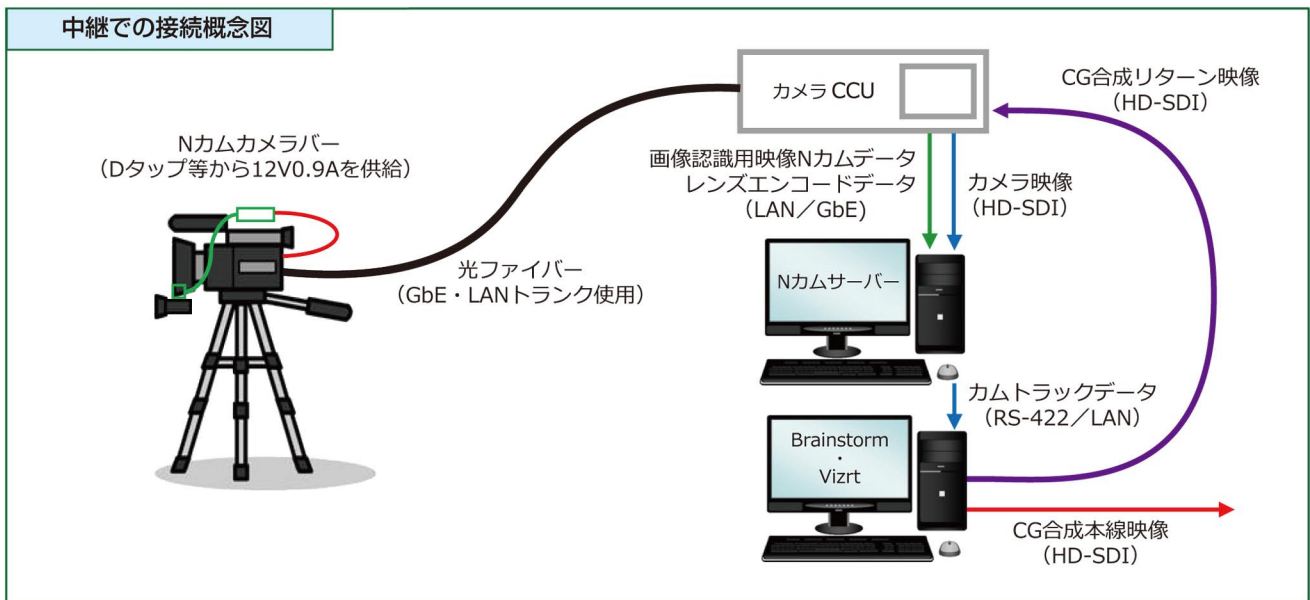 中継での接続概念図
Nカムカメラバー
(Dタップ等から12V0.9Aを供給)
光ファイバー
(GbE・LANトランク使用)
カメラ CCU
CG合成リターン映像
(HD-SDI)
画像認識用映像Nカムデータ
レンズエンコードデータ
(LAN／GbE)
カメラ映像
(HD-SDI)
Nカムサーバー
カムトラックデータ
(RS-422／LAN)
Brainstorm
・
Vizrt
CG合成本線映像
(HD-SDI)